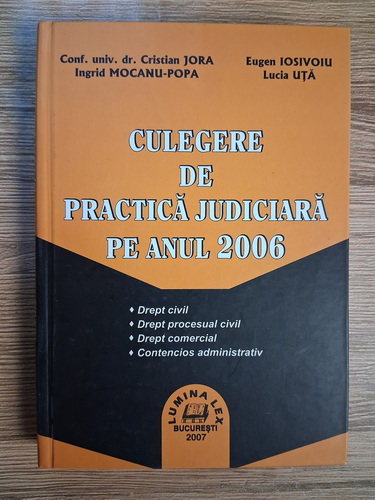 Conf. univ. dr. Cristian JORA
Ingrid MOCANU-POPA
Eugen IOSIVOIU
Lucia UȚĂ
CULEGERE
DE
PRACTICĂ JUDICIARĂ
PE ANUL 2006
♦ Drept civil
♦ Drept procesual civil
♦ Drept comercial
♦ Contencios administrativ
LUMINA LEX
BUCUREȘTI
2007